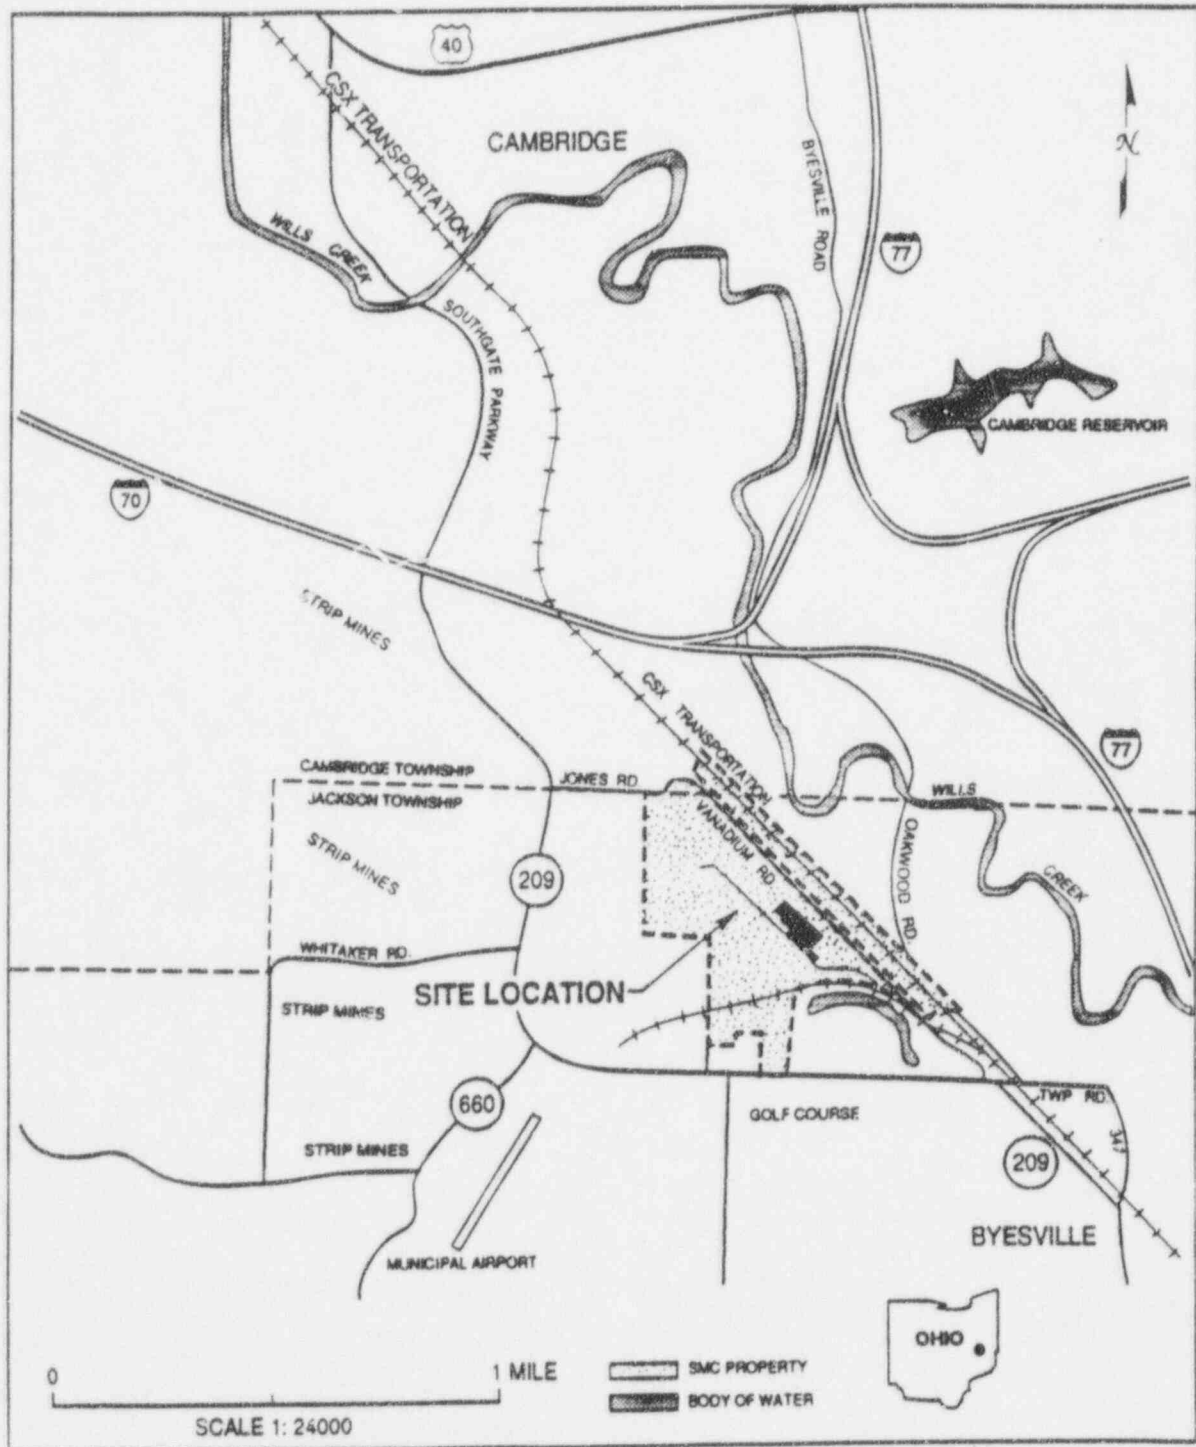 40
CSX TRANSPORTATION
CAMBRIDGE
N
BYESVILLE ROAD
77
WILLS CREEK
SOUTHGATE PARKWAY
CAMBRIDGE RESERVOIR
70
STRIP MINES
CSX TRANSPORTATION
77
CAMBRIDGE TOWNSHIP
JONES RD.
WILLS
JACKSON TOWNSHIP
VANADIUM RD.
OAKWOOD RD.
STRIP MINES
209
CREEK
WHITAKER RD.
SITE LOCATION
STRIP MINES
660
GOLF COURSE
TWP RD.
347
STRIP MINES
209
BYESVILLE
MUNICIPAL AIRPORT
OHIO
0
1 MILE
SCALE 1: 24000
SMC PROPERTY
BODY OF WATER